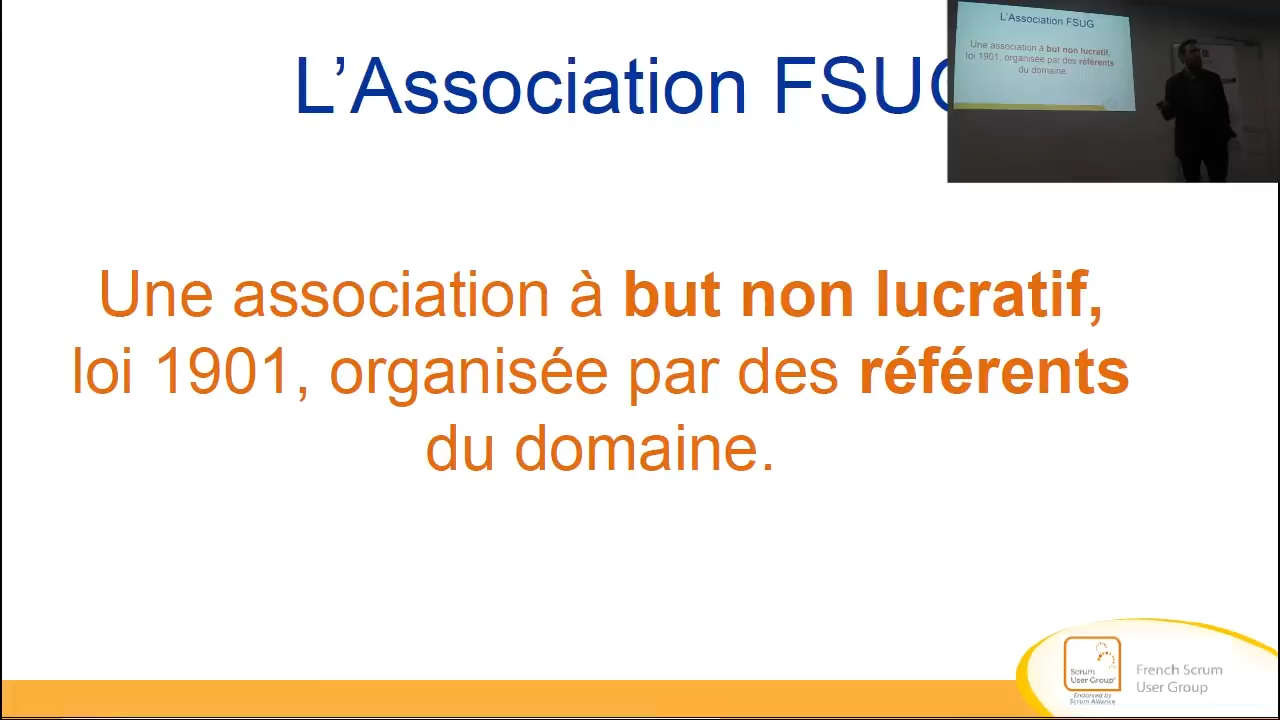 L’Association FSUG
Une association à but non lucratif,
loi 1901, organisée par des référents
du domaine.
L'Association FSUG
Une association à but non lucratif,
loi 1901, organisée par des référents
du domaine.
Scrum
User Group
Endorsed by
Scrum Alliance
French Scrum
User Group